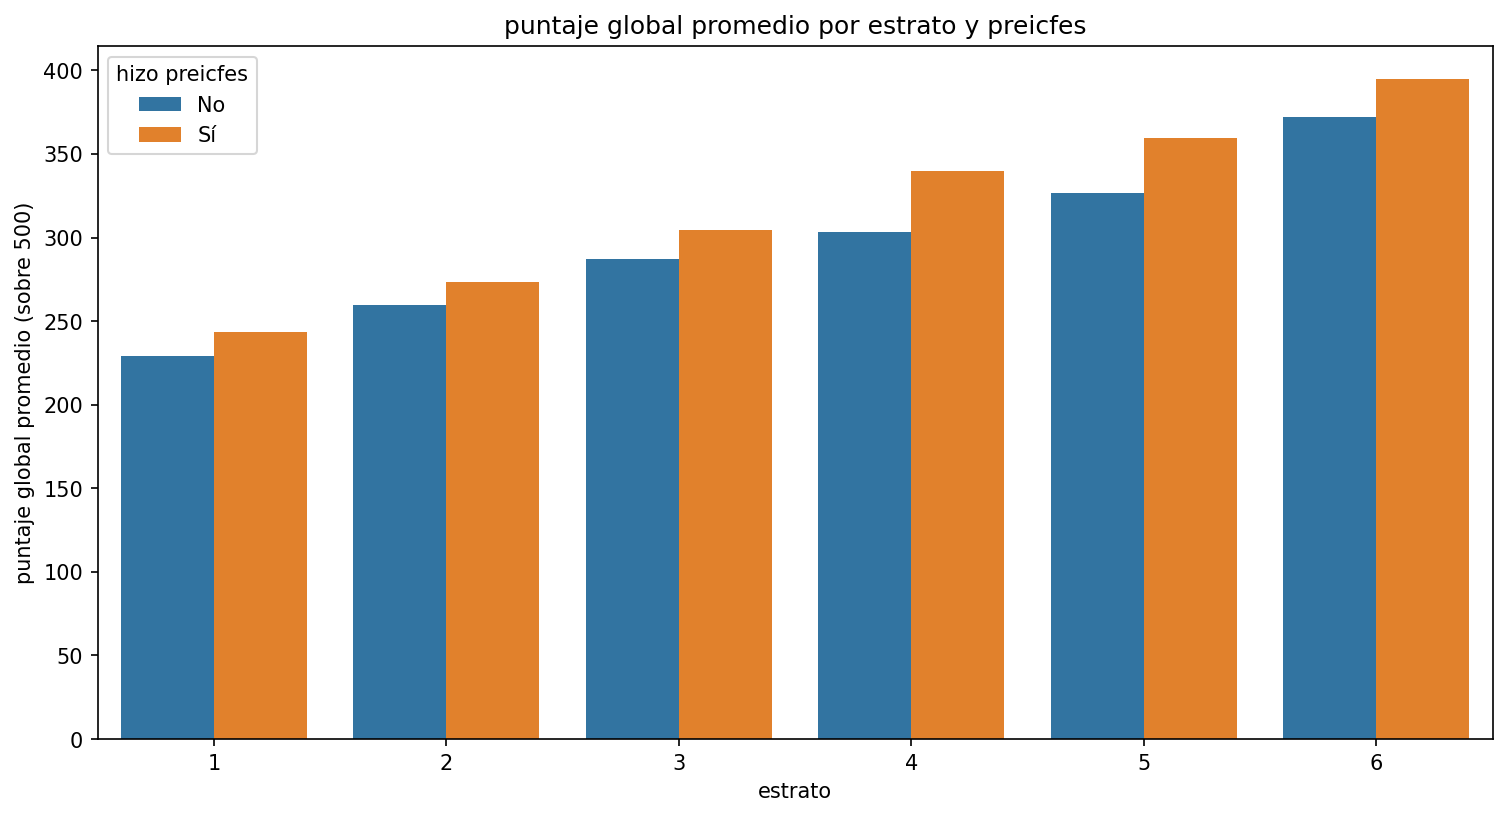 puntaje global promedio por estrato y preicfes
hizo preicfes
No
Sí
puntaje global promedio (sobre 500)
400
350
300
250
200
150
100
50
0
1 2 3 4 5 6
estrato